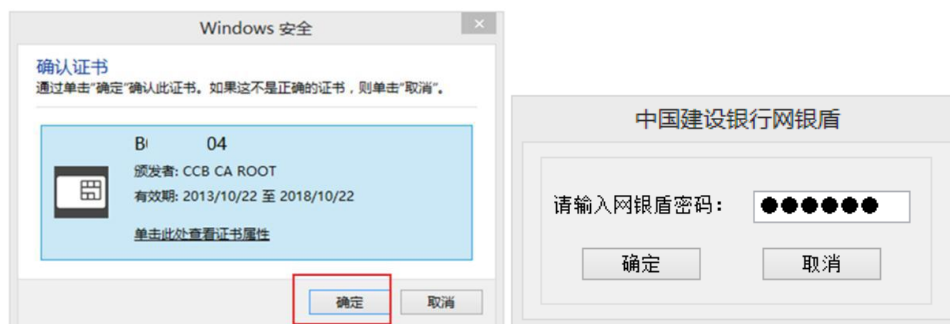 Windows 安全
确认证书
通过单击"确定"确认此证书。如果这不是正确的证书，则单击"取消"。
B 04
颁发者: CCB CA ROOT
有效期: 2013/10/22 至 2018/10/22
单击此处查看证书属性
确定 取消
中国建设银行网银盾
请输入网银盾密码： ●●●●●●
确定 取消